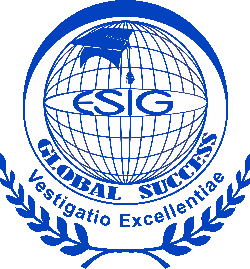 ESIG
GLOBAL SUCCESS
Vestigatio Excellentiae